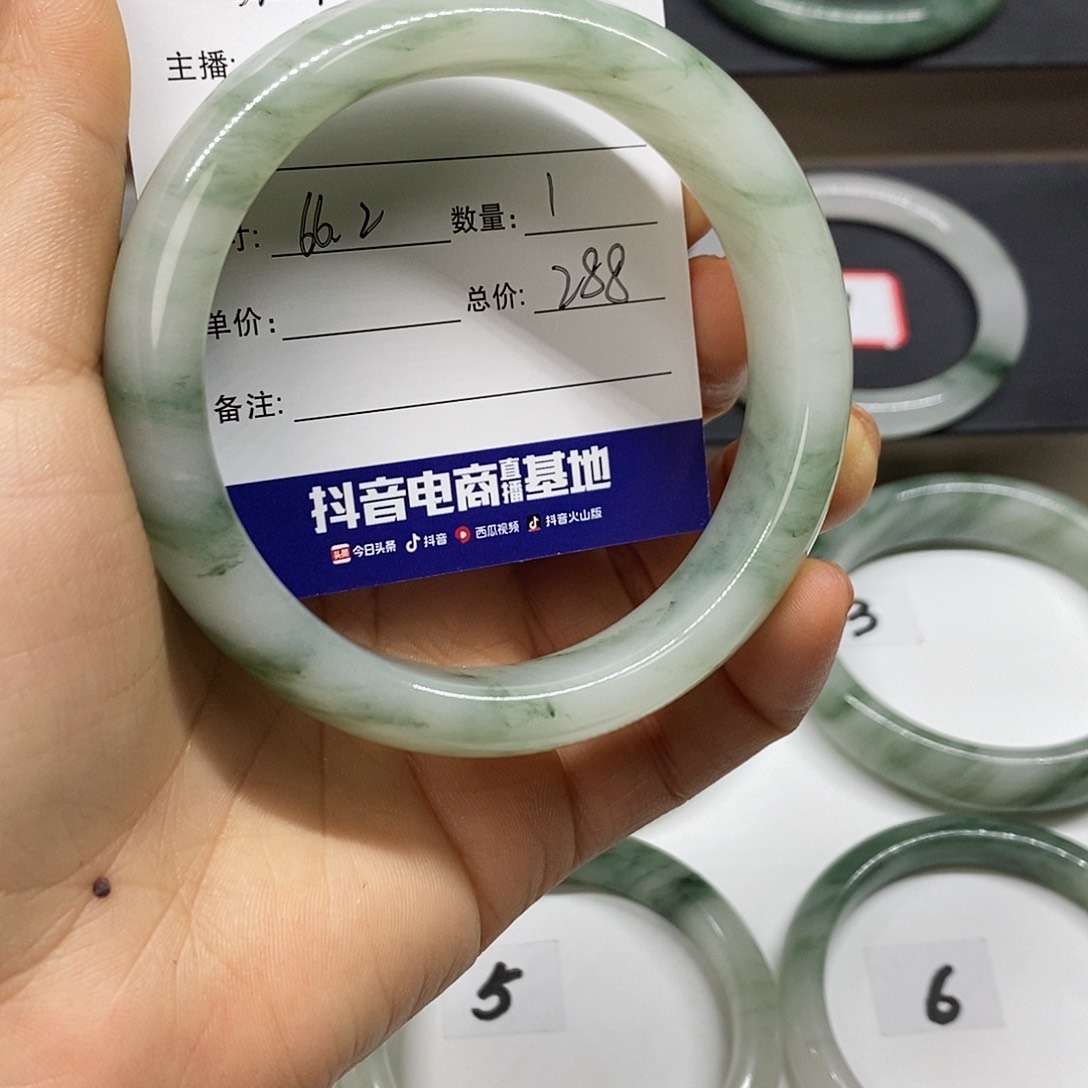 主播:
寸: 66.2 数量: 1
单价: 总价: 288
备注:
抖音电商直播基地
头条 今日头条 抖音 西瓜视频 抖音火山版
3
5
6